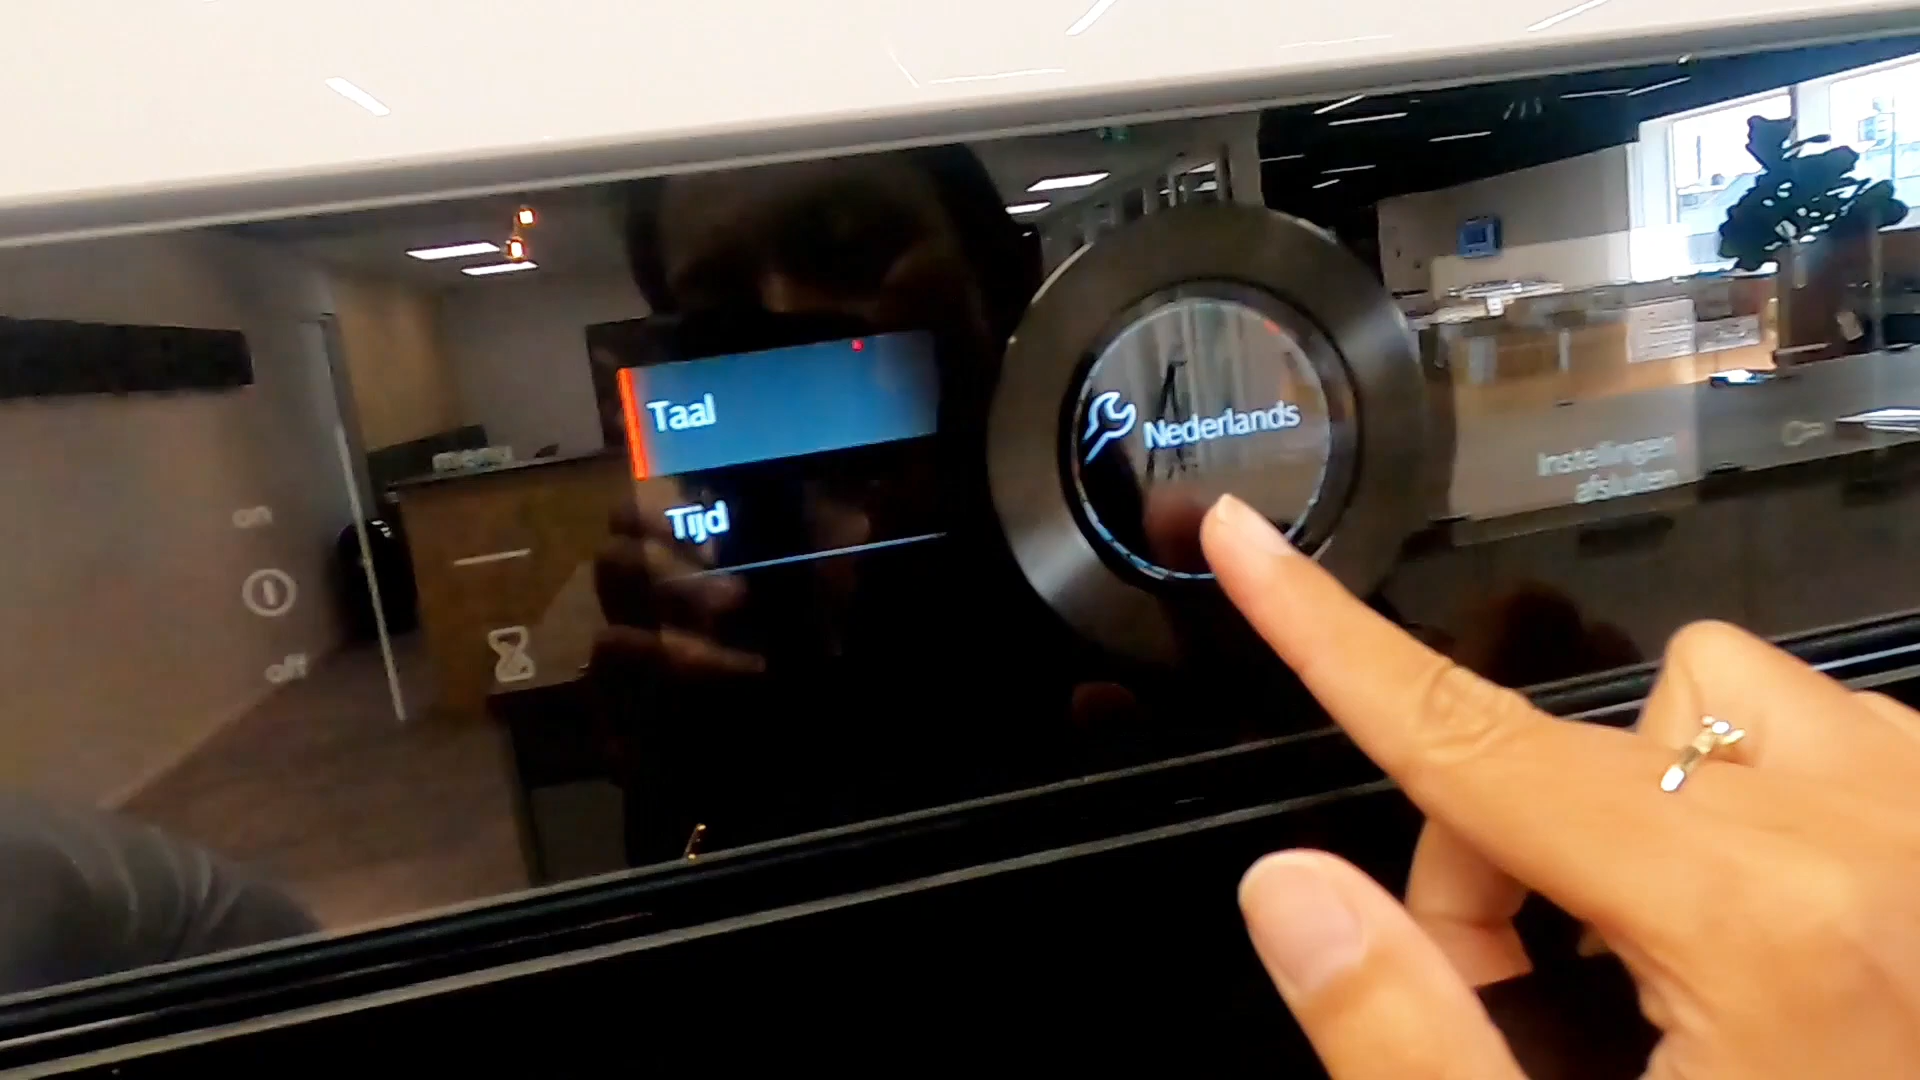 Taal
Tijd
Nederlands
Instellingen
afsluiten
on
off